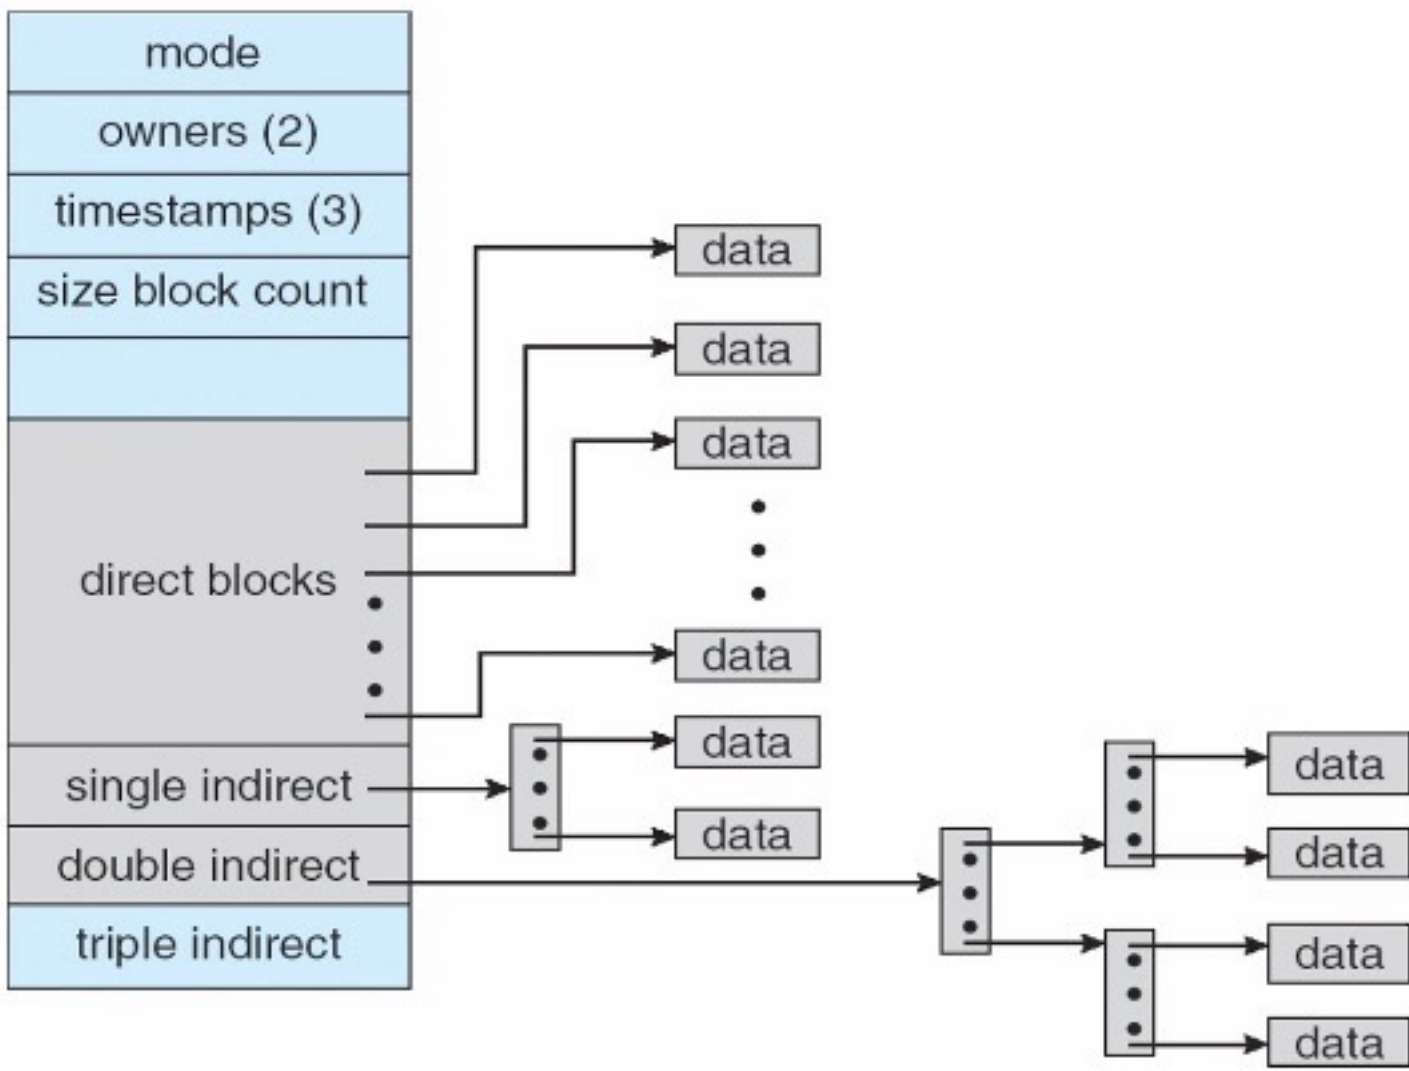 mode
owners (2)
timestamps (3)
size block count
direct blocks
single indirect
double indirect
triple indirect
data
data
data
data
data
data
data
data
data
data